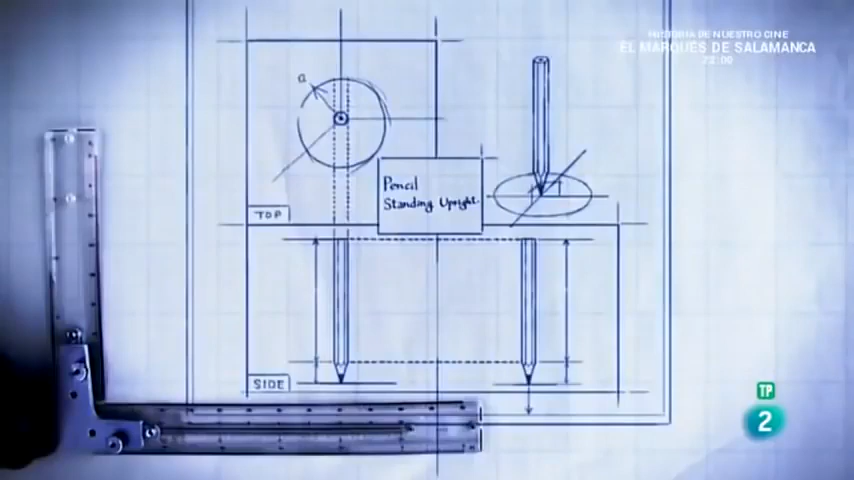 HISTORIA DE NUESTRO CINE
EL MARQUÉS DE SALAMANCA
22:00
a
Pencil
Standing Upright.
TOP
SIDE
TP
2